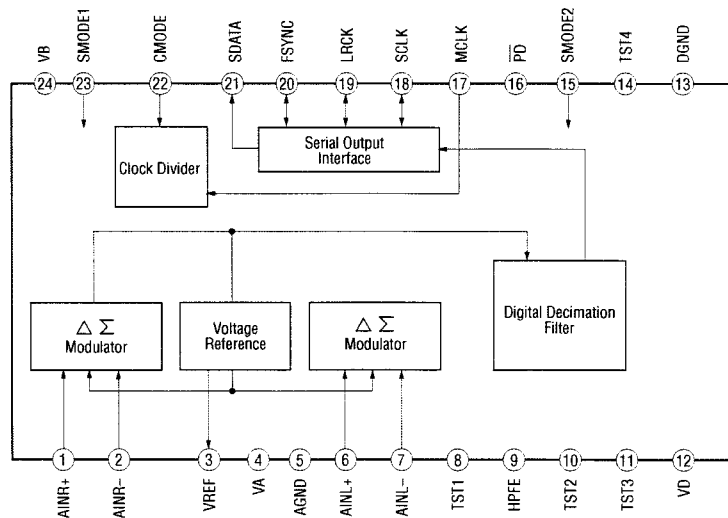 VB
SMODE1
CMODE
SDATA
FSYNC
LRCK
SCLK
MCLK
PD
SMODE2
TST4
DGND
24
23
22
21
20
19
18
17
16
15
14
13
Clock Divider
Serial Output
Interface
Δ Σ
Modulator
Voltage
Reference
Δ Σ
Modulator
Digital Decimation
Filter
1
2
3
4
5
6
7
8
9
10
11
12
AINR+
AINR−
VREF
VA
AGND
AINL+
AINL−
TST1
HPFE
TST2
TST3
VD